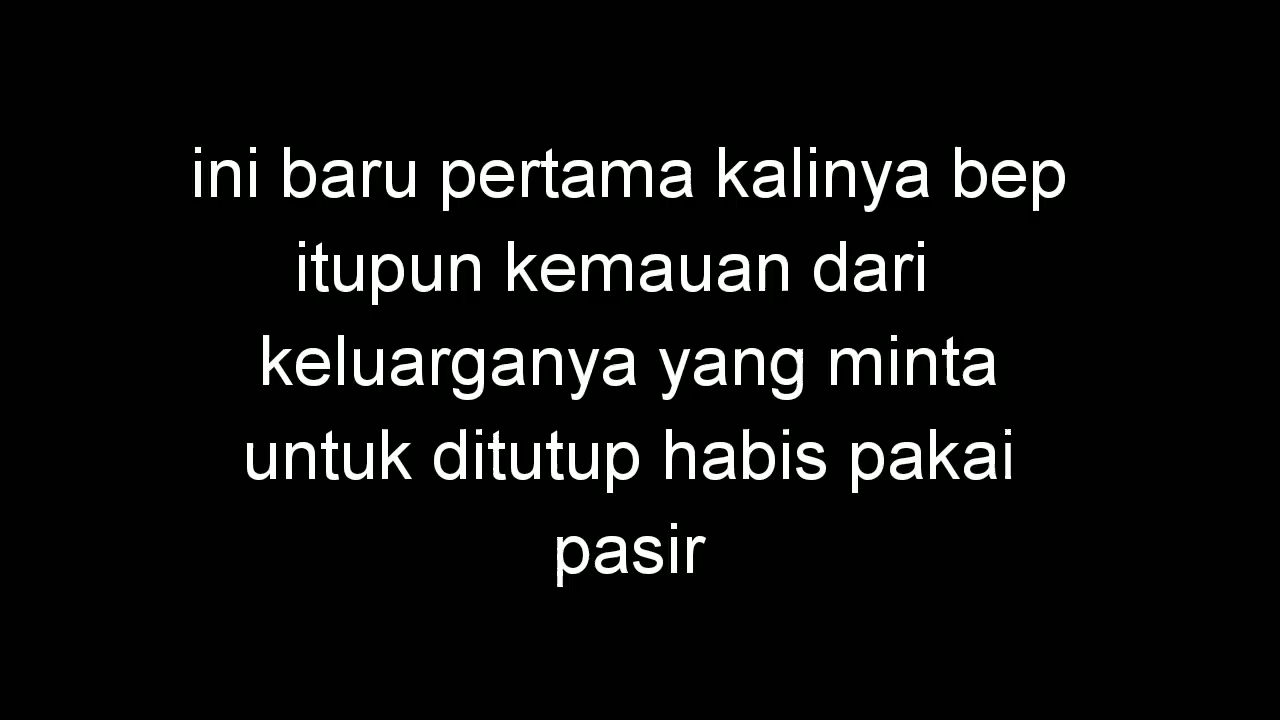 ini baru pertama kalinya bep
itupun kemauan dari
keluarganya yang minta
untuk ditutup habis pakai
pasir